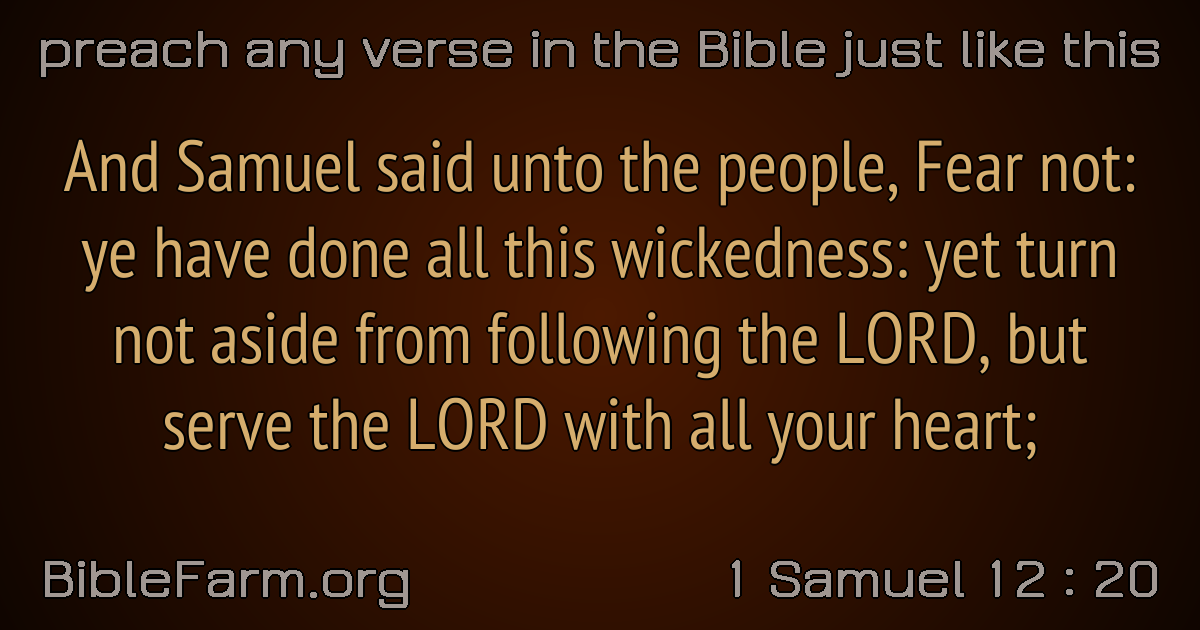 preach any verse in the Bible just like this
And Samuel said unto the people, Fear not:
ye have done all this wickedness: yet turn
not aside from following the LORD, but
serve the LORD with all your heart;
BibleFarm.org
1 Samuel 12 : 20